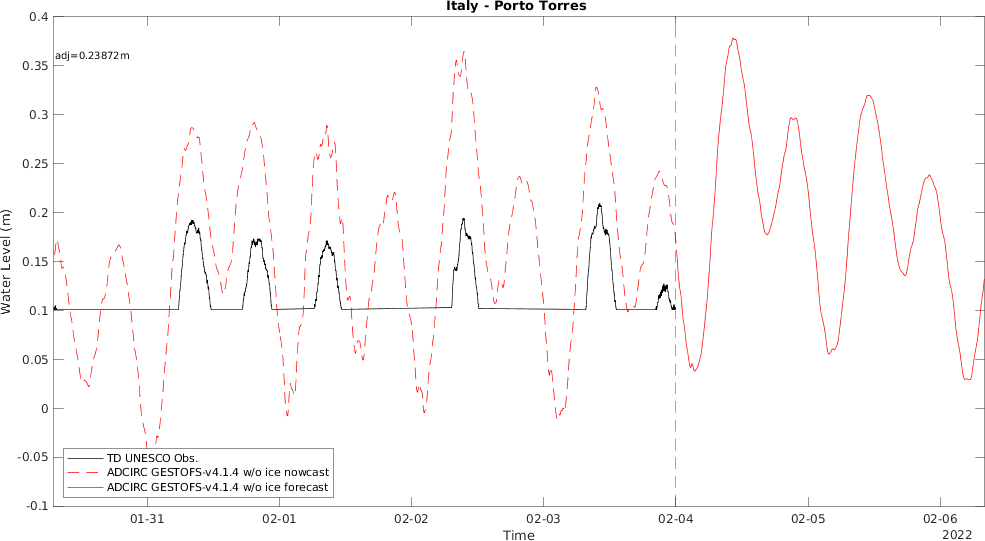 Italy - Porto Torres
0.4
adj=0.23872m
0.35
0.3
0.25
0.2
0.15
0.1
0.05
0
-0.05
-0.1
Water Level (m)
TD UNESCO Obs.
ADCIRC GESTOFS-v4.1.4 w/o ice nowcast
ADCIRC GESTOFS-v4.1.4 w/o ice forecast
01-31 02-01 02-02 02-03 02-04 02-05 02-06
Time
2022